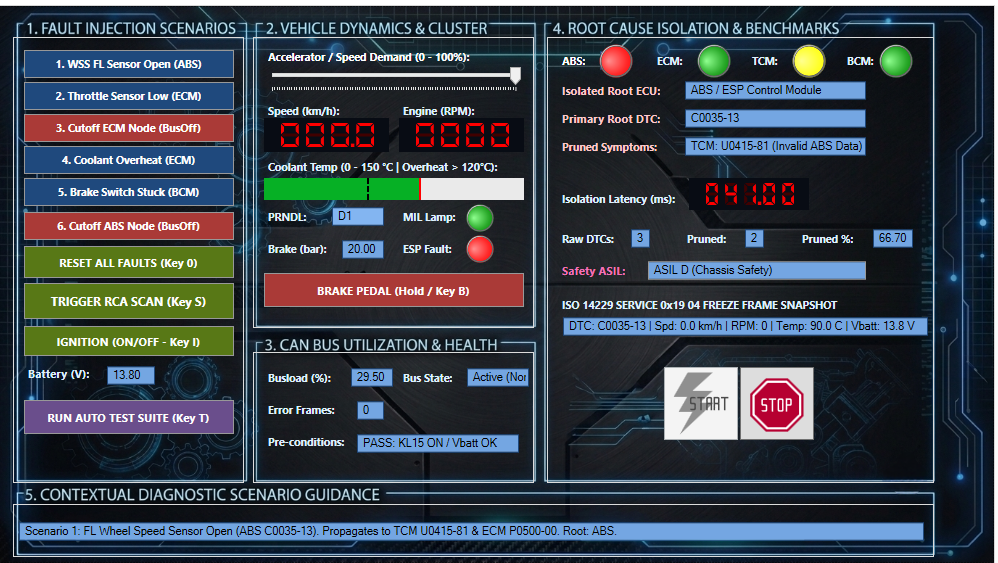 1. FAULT INJECTION SCENARIOS
1. WSS FL Sensor Open (ABS)
2. Throttle Sensor Low (ECM)
3. Cutoff ECM Node (BusOff)
4. Coolant Overheat (ECM)
5. Brake Switch Stuck (BCM)
6. Cutoff ABS Node (BusOff)
RESET ALL FAULTS (Key 0)
TRIGGER RCA SCAN (Key S)
IGNITION (ON/OFF - Key I)
Battery (V): 13.80
RUN AUTO TEST SUITE (Key T)
2. VEHICLE DYNAMICS & CLUSTER
Accelerator / Speed Demand (0 - 100%):
Speed (km/h): Engine (RPM):
000.0 0000
Coolant Temp (0 - 150 °C | Overheat > 120°C):
PRNDL: D1 MIL Lamp:
Brake (bar): 20.00 ESP Fault:
BRAKE PEDAL (Hold / Key B)
3. CAN BUS UTILIZATION & HEALTH
Busload (%): 29.50 Bus State: Active (Nor
Error Frames: 0
Pre-conditions: PASS: KL15 ON / Vbatt OK
4. ROOT CAUSE ISOLATION & BENCHMARKS
ABS: ECM: TCM: BCM:
Isolated Root ECU: ABS / ESP Control Module
Primary Root DTC: C0035-13
Pruned Symptoms: TCM: U0415-81 (Invalid ABS Data)
Isolation Latency (ms): 041.00
Raw DTCs: 3 Pruned: 2 Pruned %: 66.70
Safety ASIL: ASIL D (Chassis Safety)
ISO 14229 SERVICE 0x19 04 FREEZE FRAME SNAPSHOT
DTC: C0035-13 | Spd: 0.0 km/h | RPM: 0 | Temp: 90.0 C | Vbatt: 13.8 V
START STOP
5. CONTEXTUAL DIAGNOSTIC SCENARIO GUIDANCE
Scenario 1: FL Wheel Speed Sensor Open (ABS C0035-13). Propagates to TCM U0415-81 & ECM P0500-00. Root: ABS.